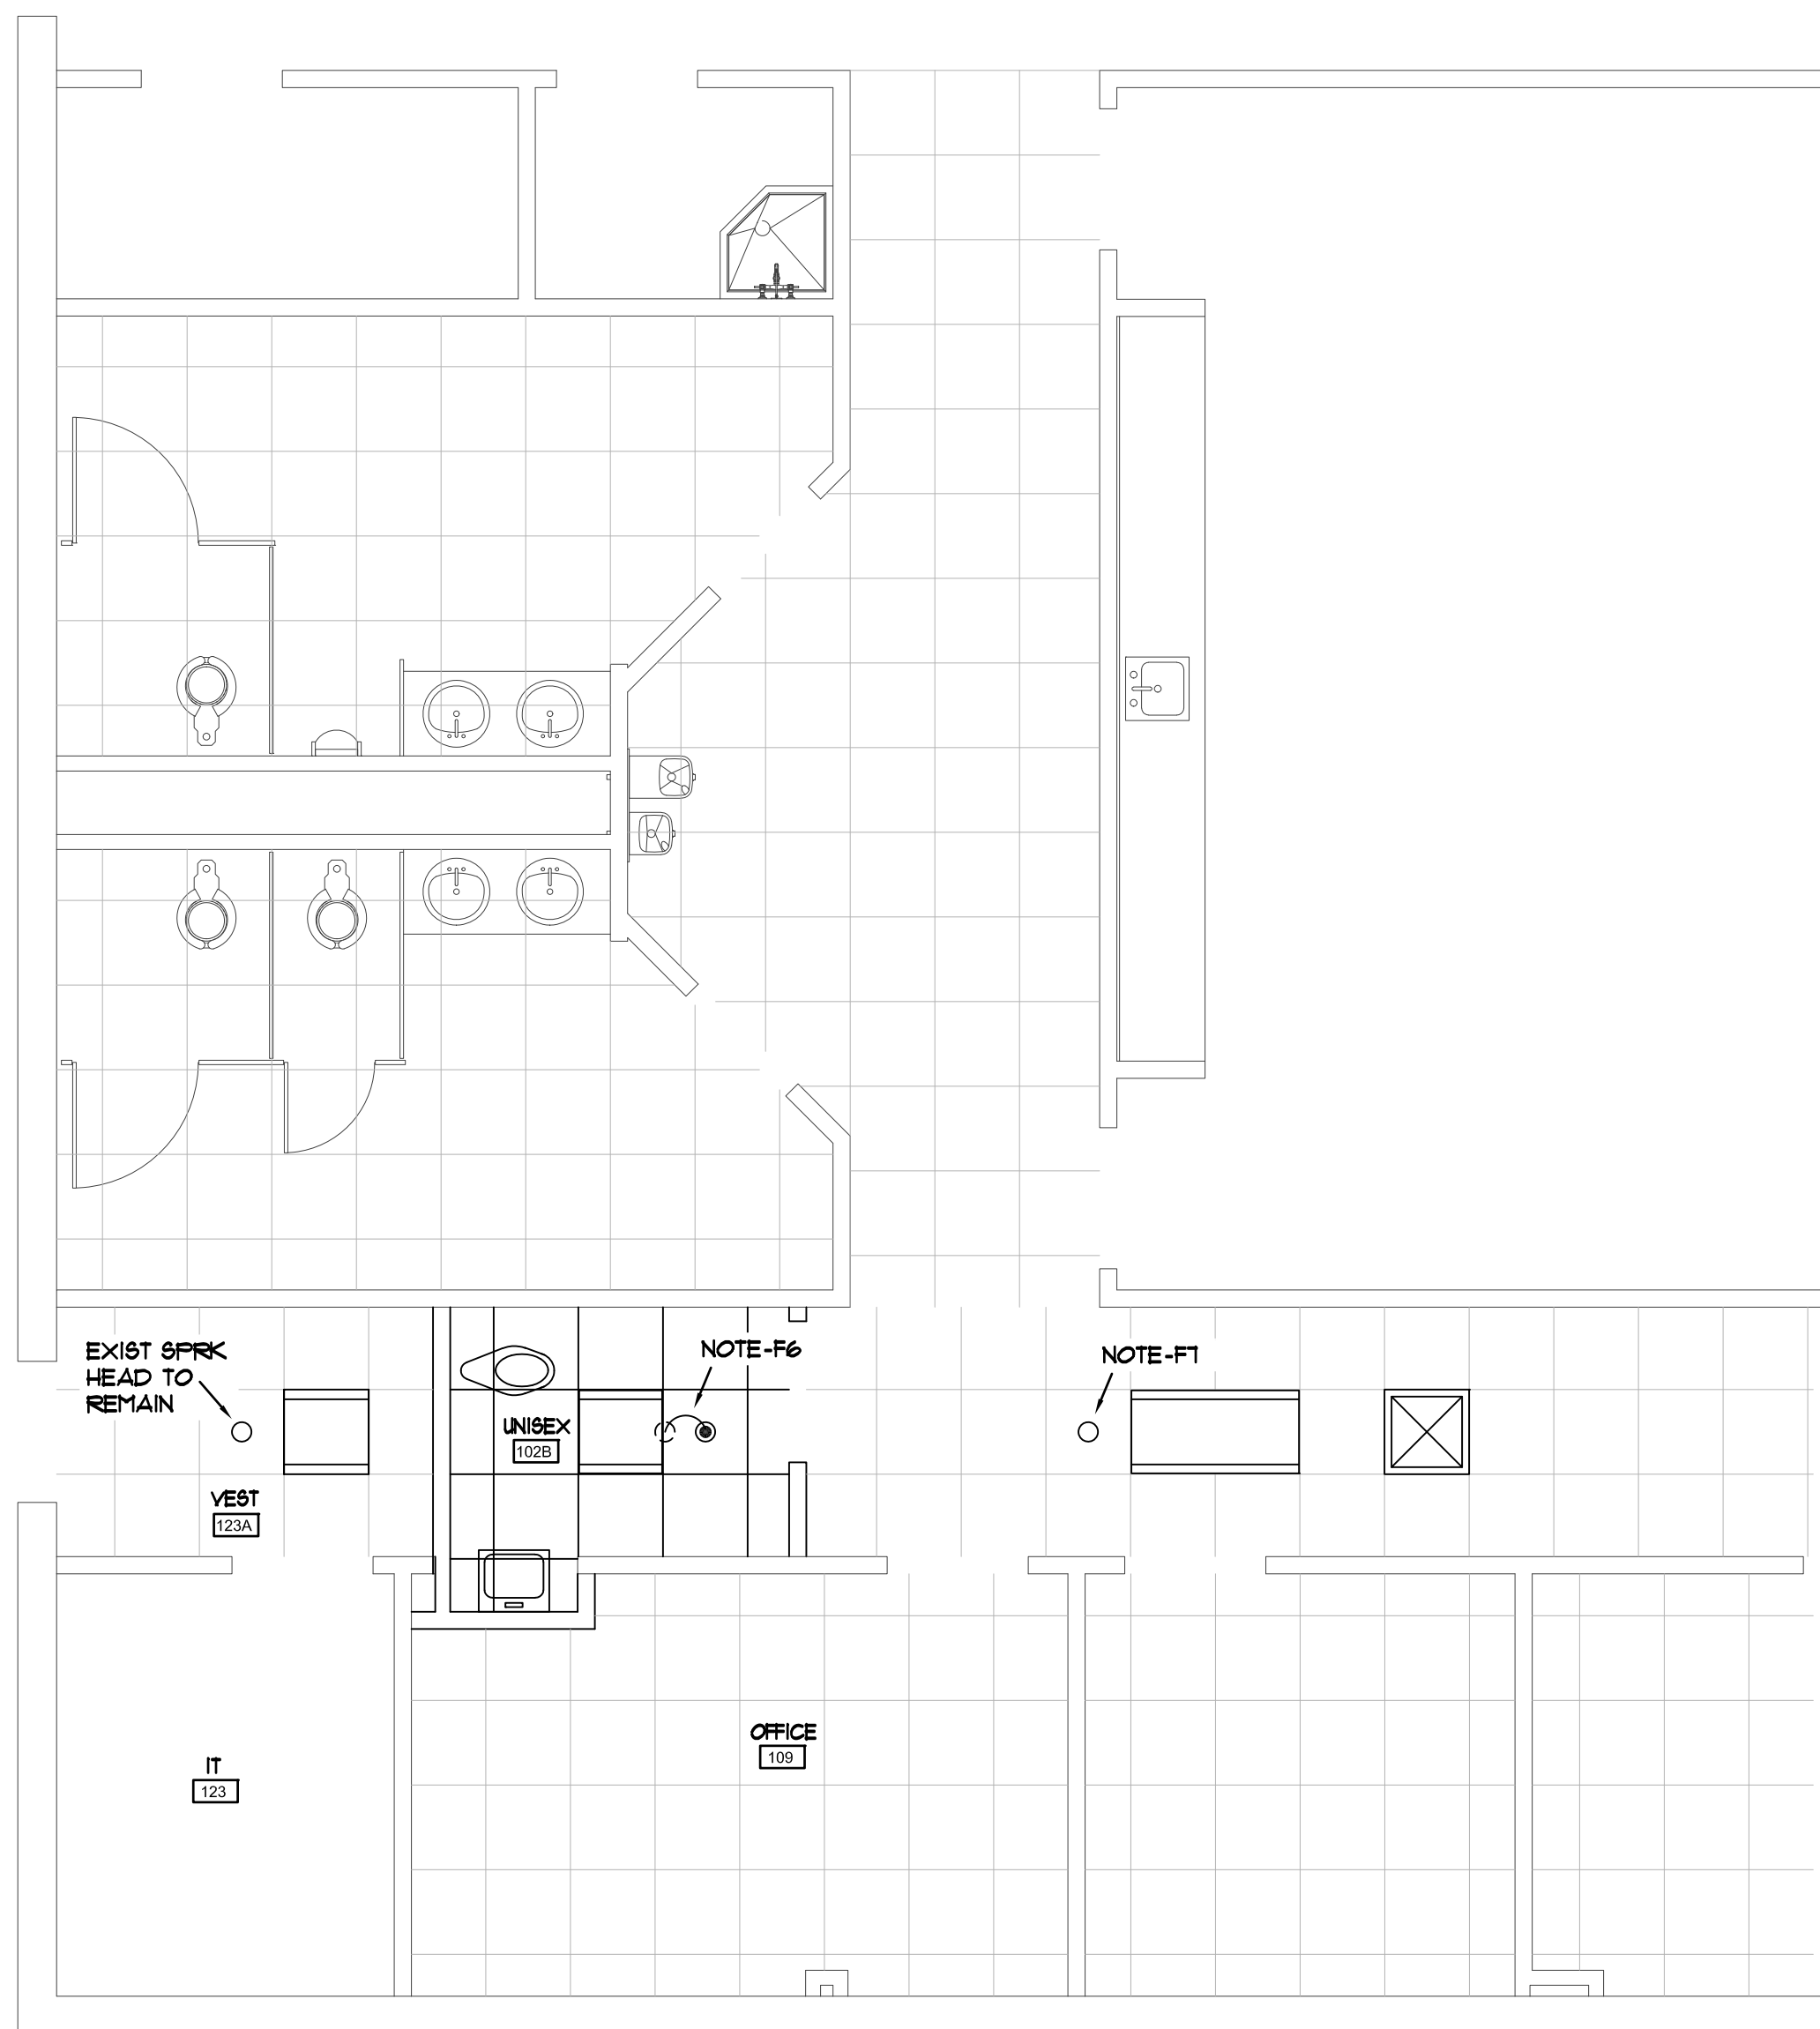 EXIST SPRK
HEAD TO
REMAIN
NOTE-F6
NOTE-F7
UNISEX
102B
VEST
123A
OFFICE
109
IT
123